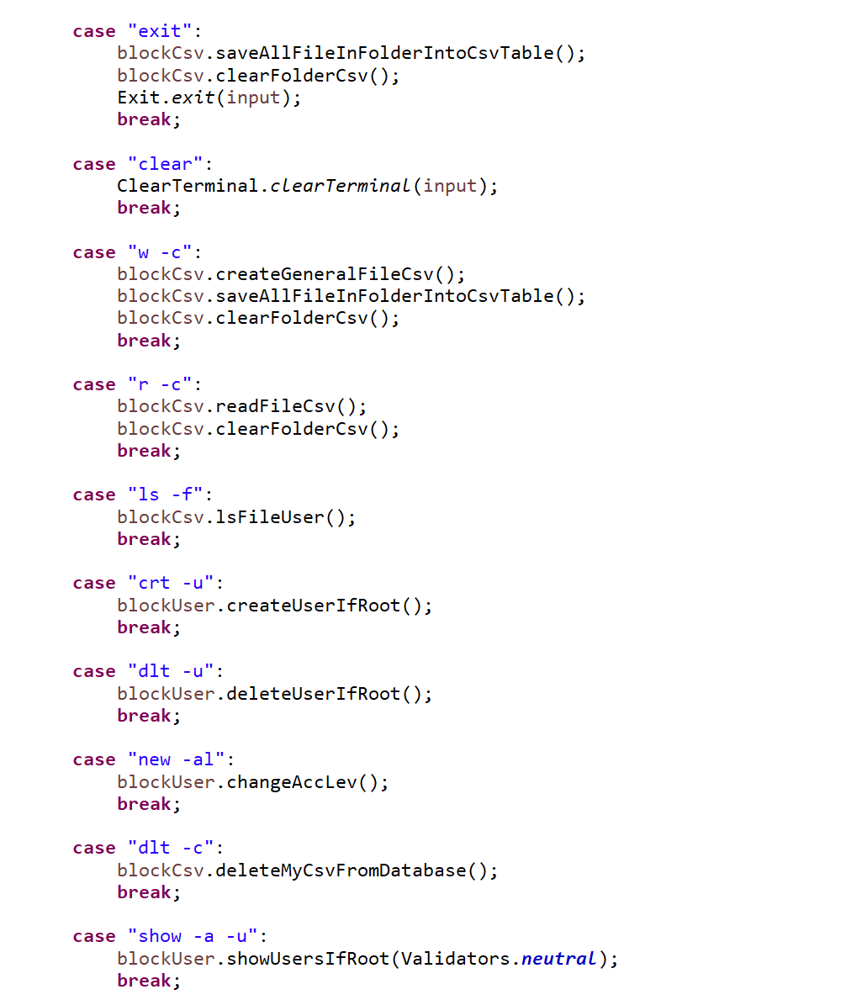 case "exit":
blockCsv.saveAllFileInFolderIntoCsvTable();
blockCsv.clearFolderCsv();
Exit.exit(input);
break;
case "clear":
ClearTerminal.clearTerminal(input);
break;
case "w -c":
blockCsv.createGeneralFileCsv();
blockCsv.saveAllFileInFolderIntoCsvTable();
blockCsv.clearFolderCsv();
break;
case "r -c":
blockCsv.readFileCsv();
blockCsv.clearFolderCsv();
break;
case "ls -f":
blockCsv.lsFileUser();
break;
case "crt -u":
blockUser.createUserIfRoot();
break;
case "dlt -u":
blockUser.deleteUserIfRoot();
break;
case "new -al":
blockUser.changeAccLev();
break;
case "dlt -c":
blockCsv.deleteMyCsvFromDatabase();
break;
case "show -a -u":
blockUser.showUsersIfRoot(Validators.neutral);
break;